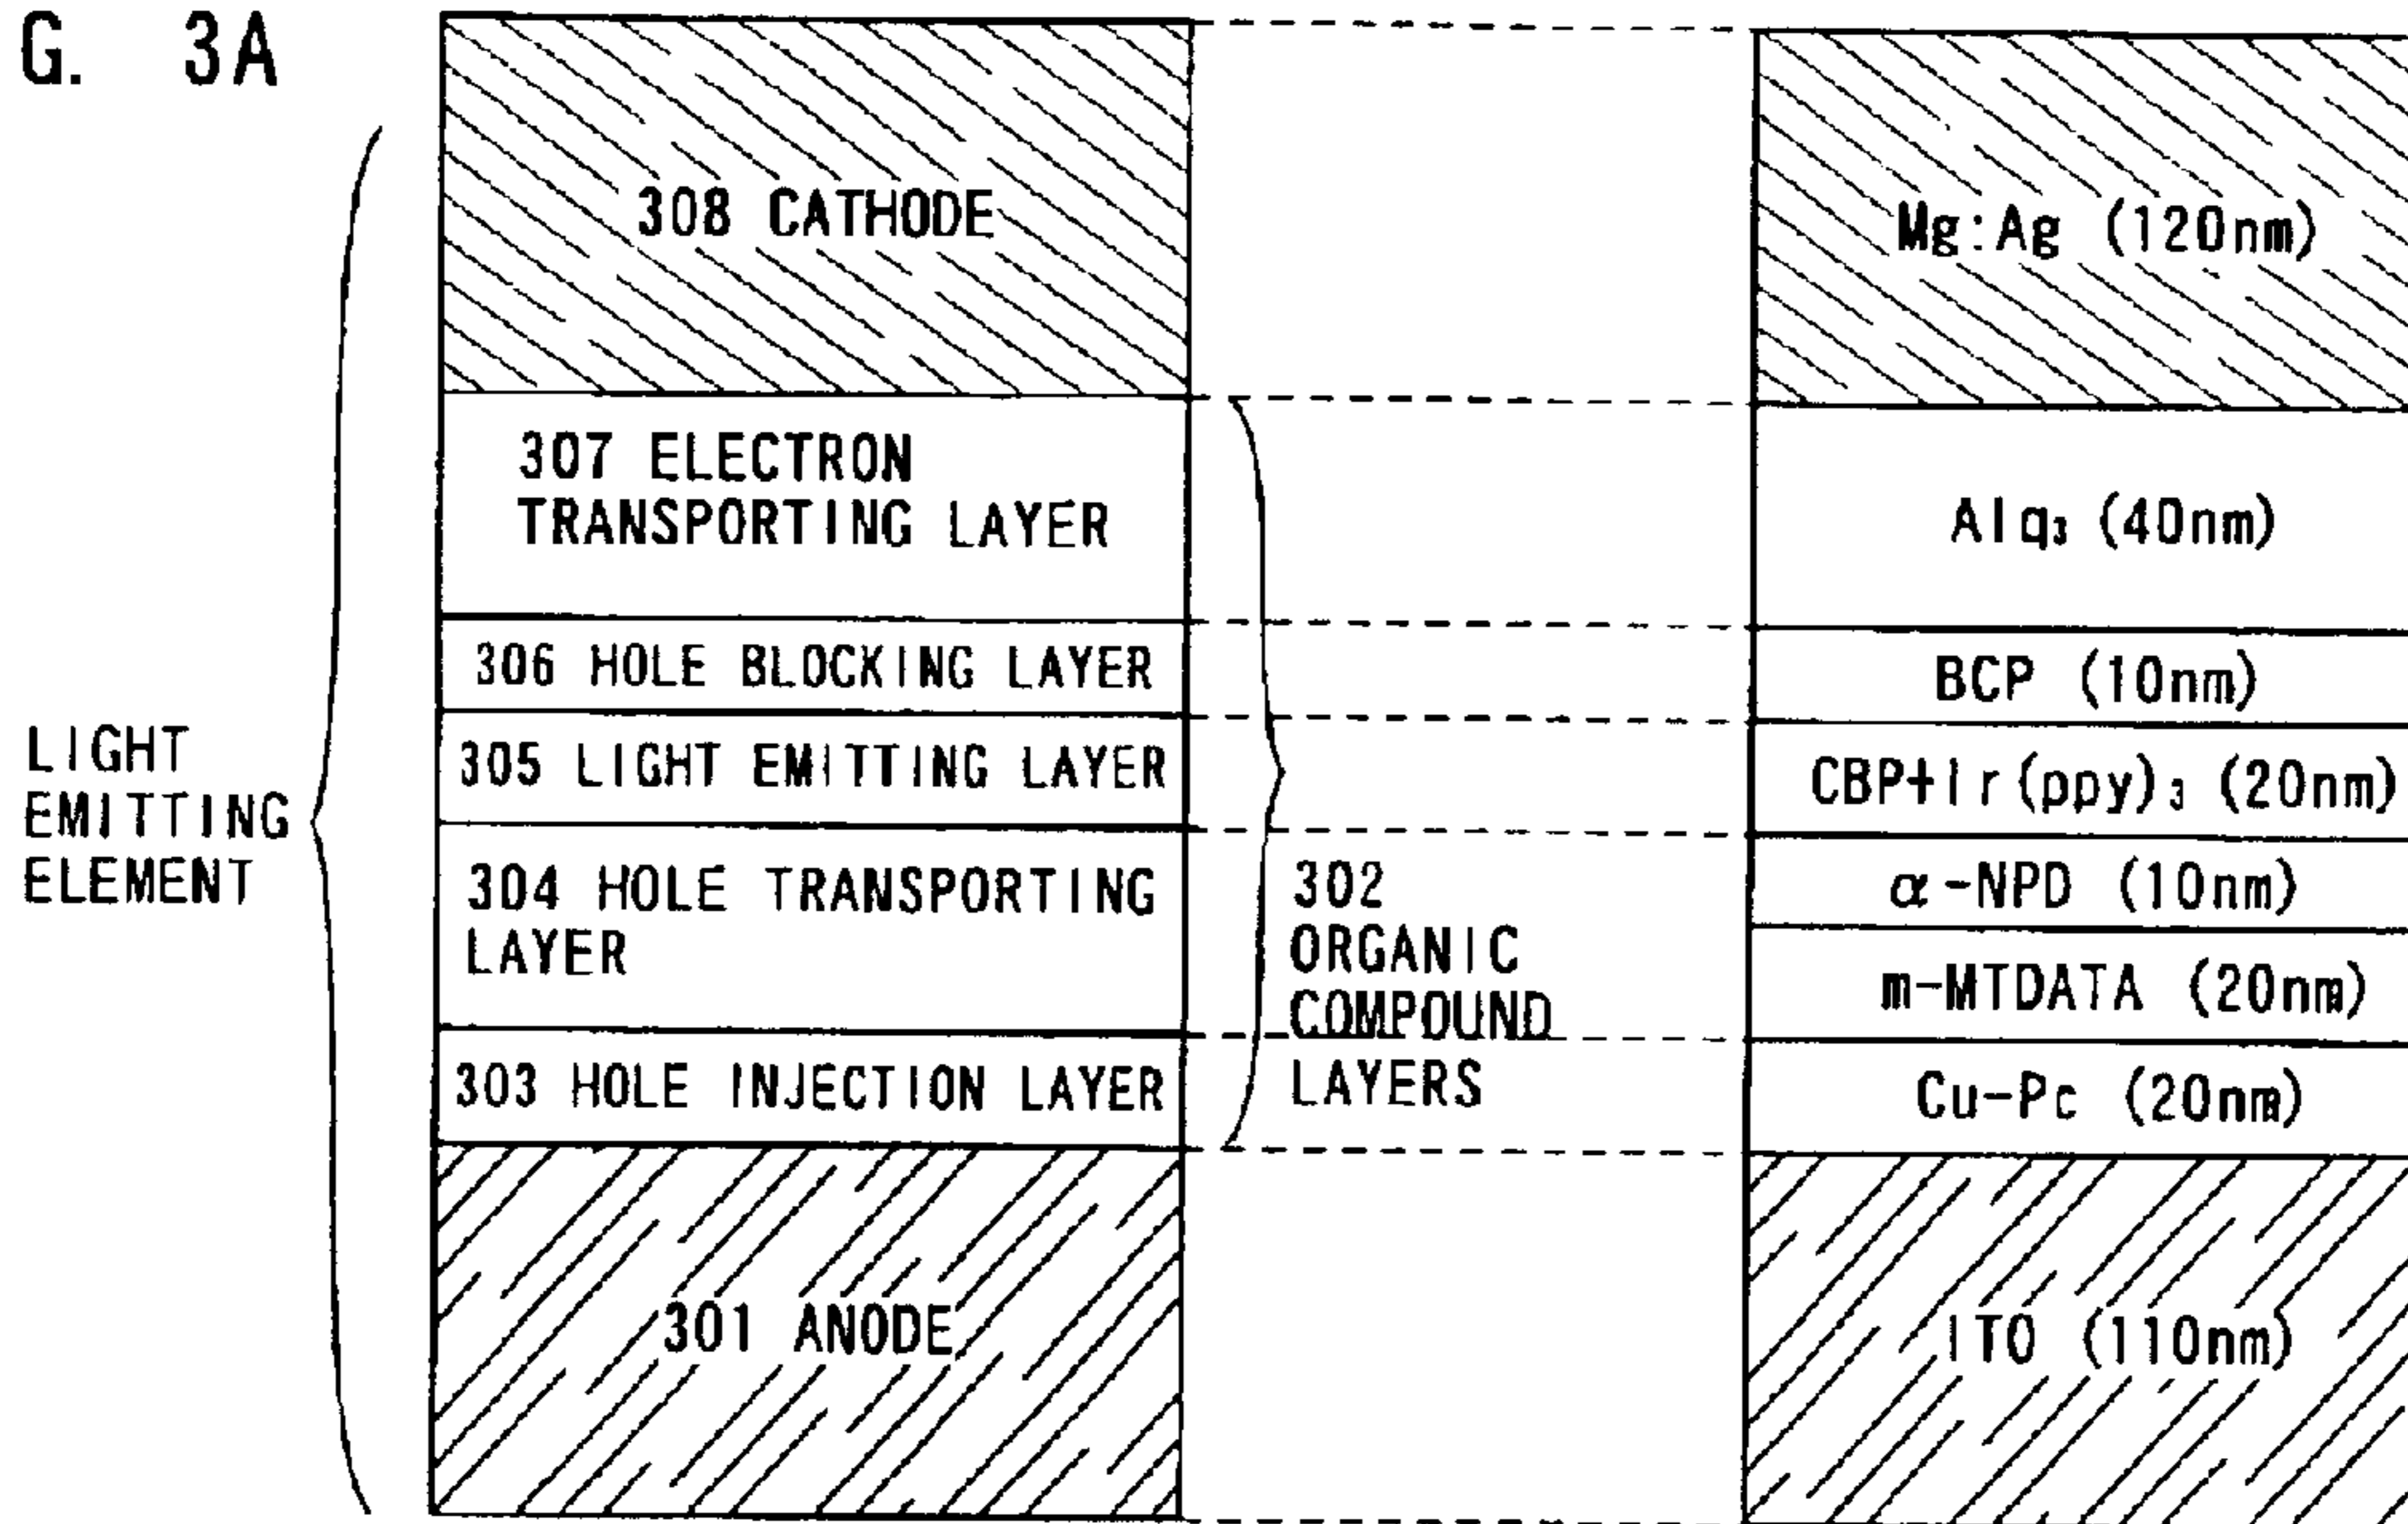 G. 3A
308 CATHODE
307 ELECTRON
TRANSPORTING LAYER
306 HOLE BLOCKING LAYER
305 LIGHT EMITTING LAYER
304 HOLE TRANSPORTING
LAYER
303 HOLE INJECTION LAYER
301 ANODE
LIGHT
EMITTING
ELEMENT
302
ORGANIC
COMPOUND
LAYERS
Mg:Ag (120nm)
Alq₃ (40nm)
BCP (10nm)
CBP+Ir(ppy)₃ (20nm)
α-NPD (10nm)
m-MTDATA (20nm)
Cu-Pc (20nm)
ITO (110nm)